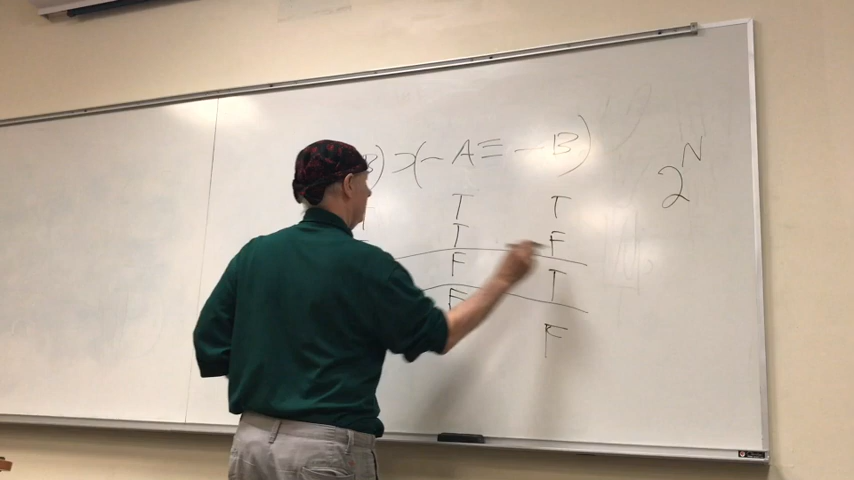 B) ⊃ (-A ≡ -B)
2^N
T T T
T F
F T
F F